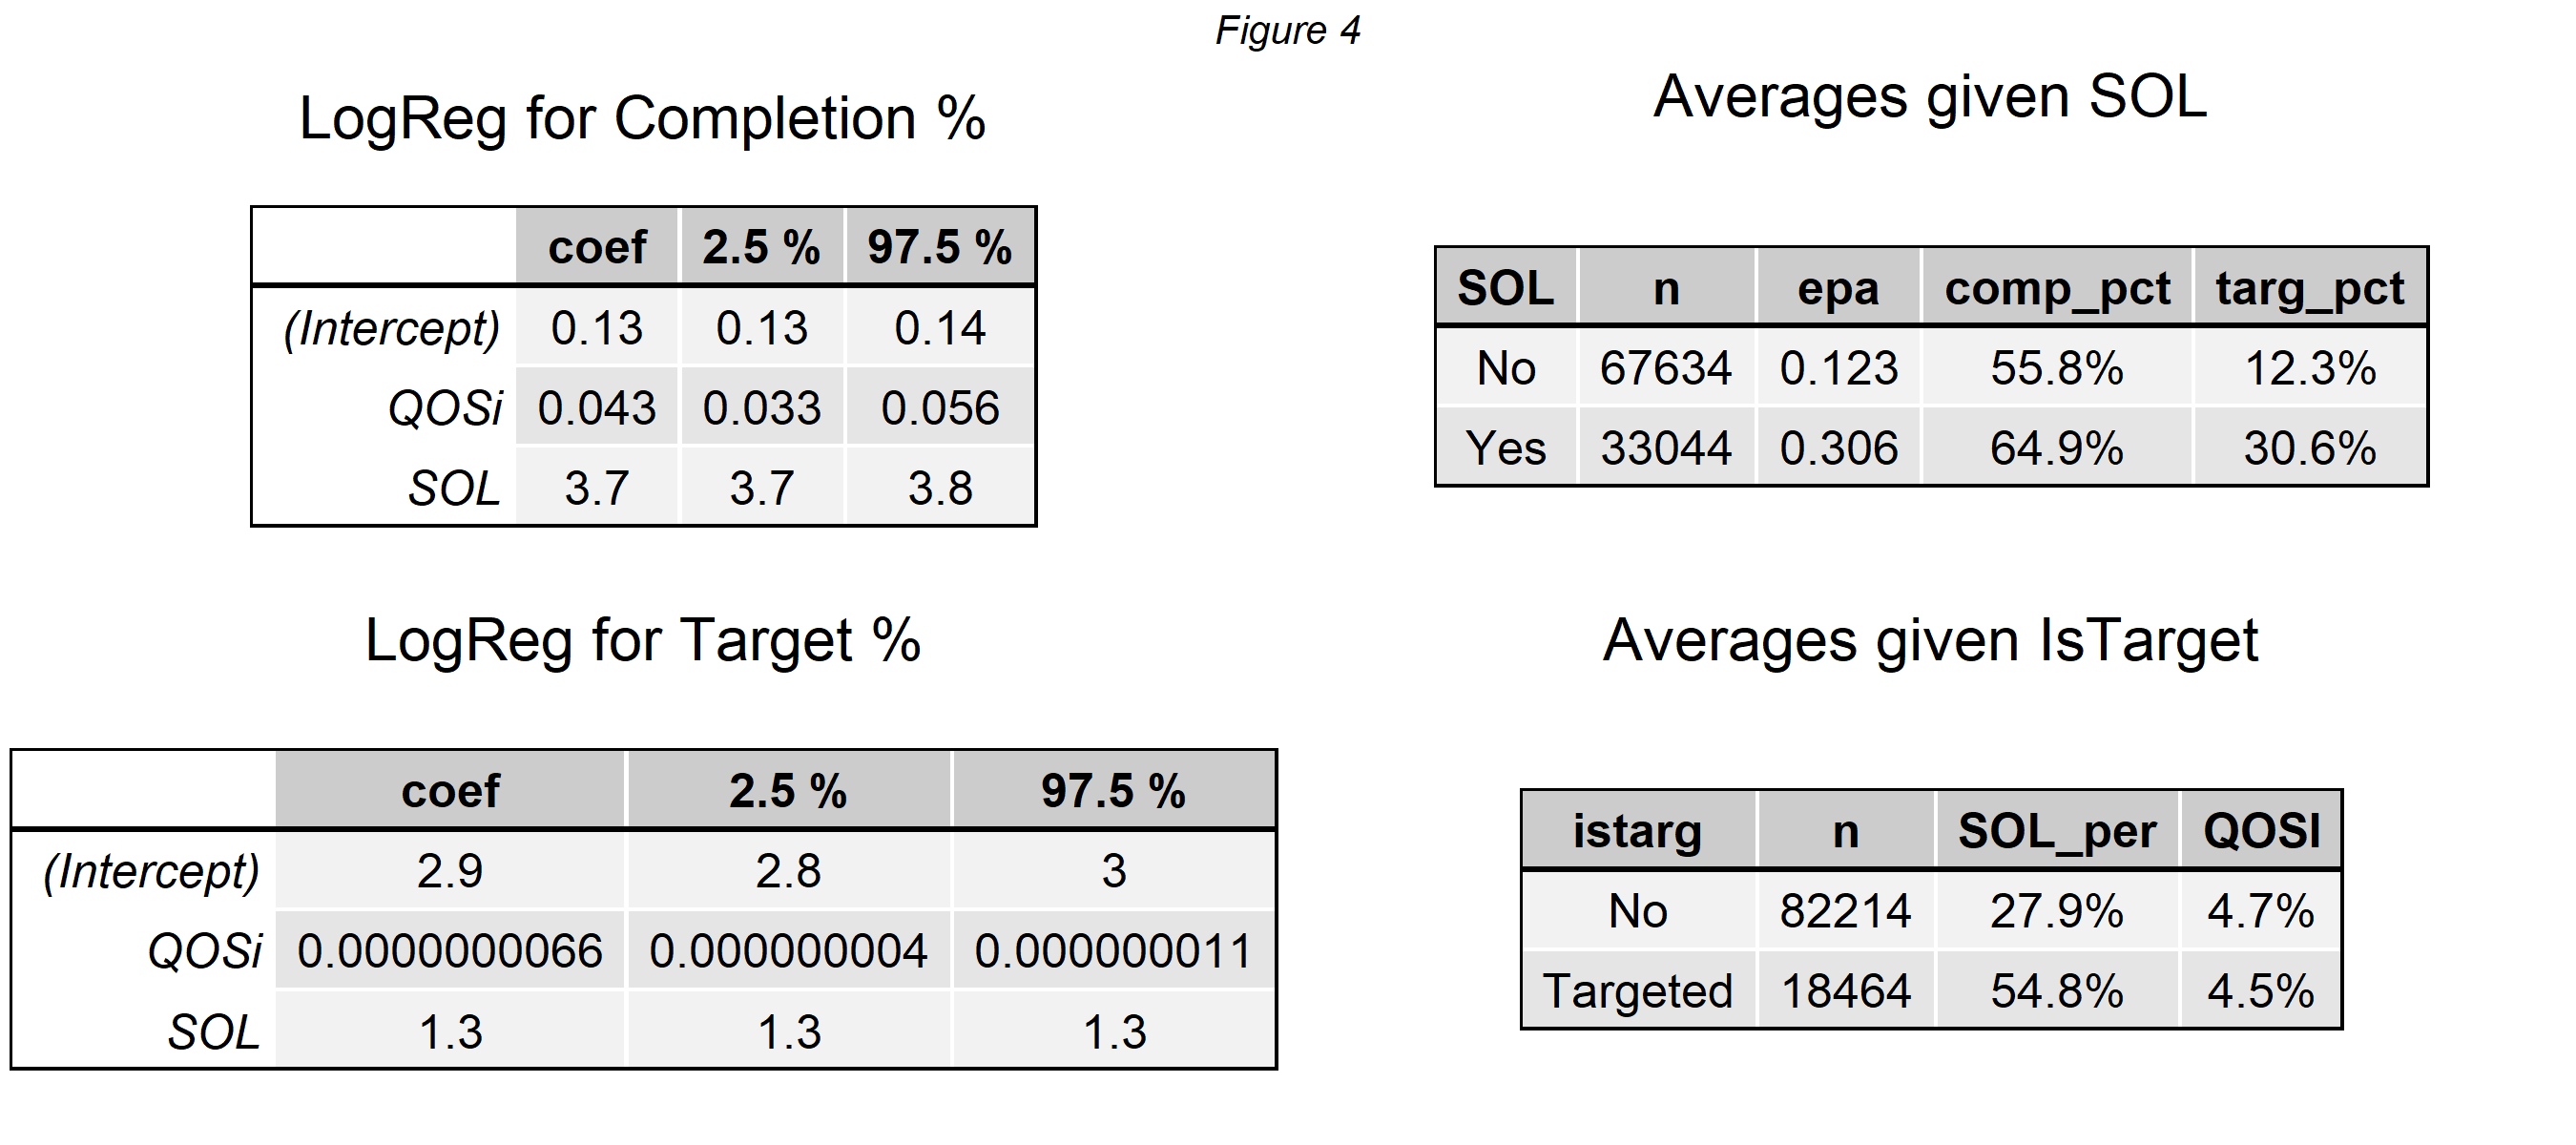 Figure 4
LogReg for Completion %
coef 2.5 % 97.5 %
(Intercept) 0.13 0.13 0.14
QOSi 0.043 0.033 0.056
SOL 3.7 3.7 3.8
Averages given SOL
SOL n epa comp_pct targ_pct
No 67634 0.123 55.8% 12.3%
Yes 33044 0.306 64.9% 30.6%
LogReg for Target %
coef 2.5 % 97.5 %
(Intercept) 2.9 2.8 3
QOSi 0.0000000066 0.000000004 0.000000011
SOL 1.3 1.3 1.3
Averages given IsTarget
istarg n SOL_per QOSI
No 82214 27.9% 4.7%
Targeted 18464 54.8% 4.5%